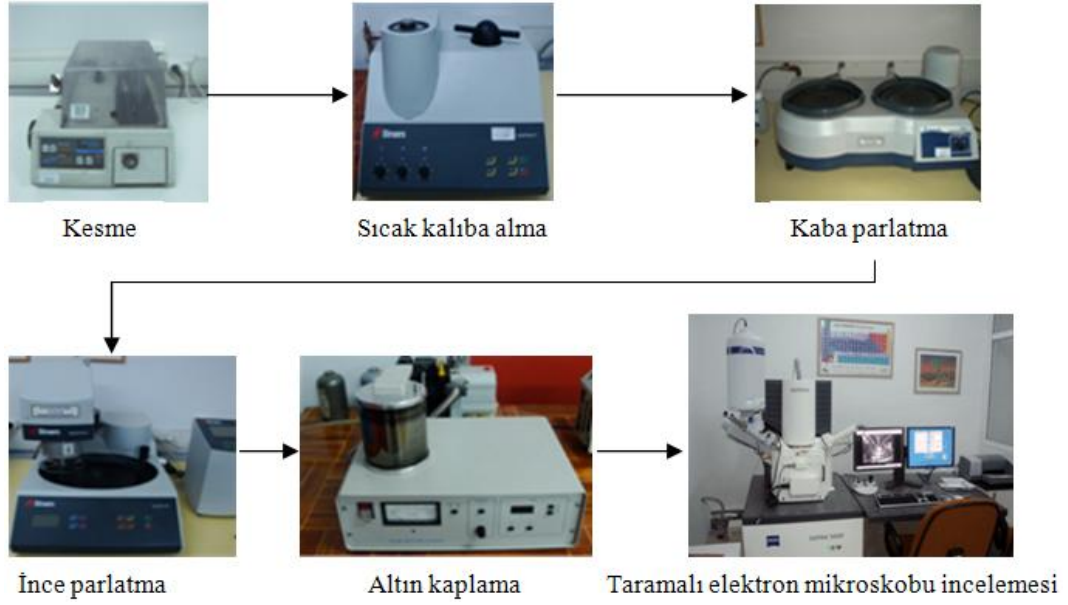 Kesme
Sıcak kalıba alma
Kaba parlatma
İnce parlatma
Altın kaplama
Taramalı elektron mikroskobu incelemesi